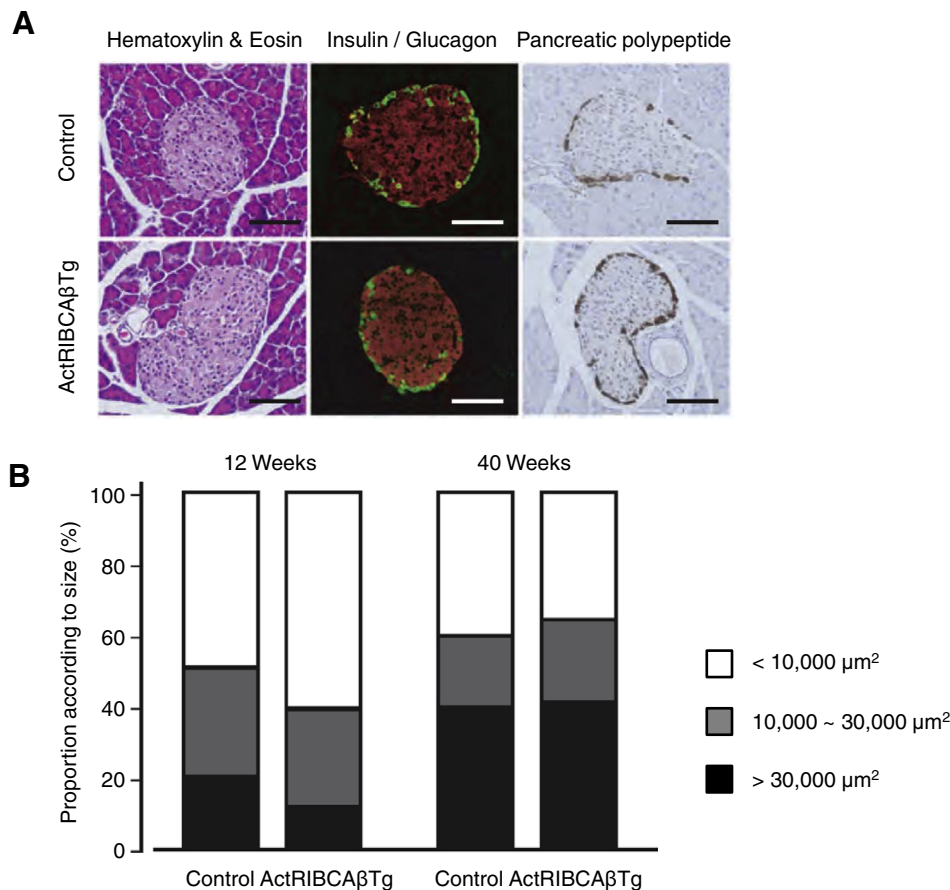 A
Hematoxylin & Eosin Insulin / Glucagon Pancreatic polypeptide
Control
ActRIBCAβTg
B
12 Weeks 40 Weeks
Proportion according to size (%)
100
80
60
40
20
0
Control ActRIBCAβTg Control ActRIBCAβTg
< 10,000 µm²
10,000 ~ 30,000 µm²
> 30,000 µm²